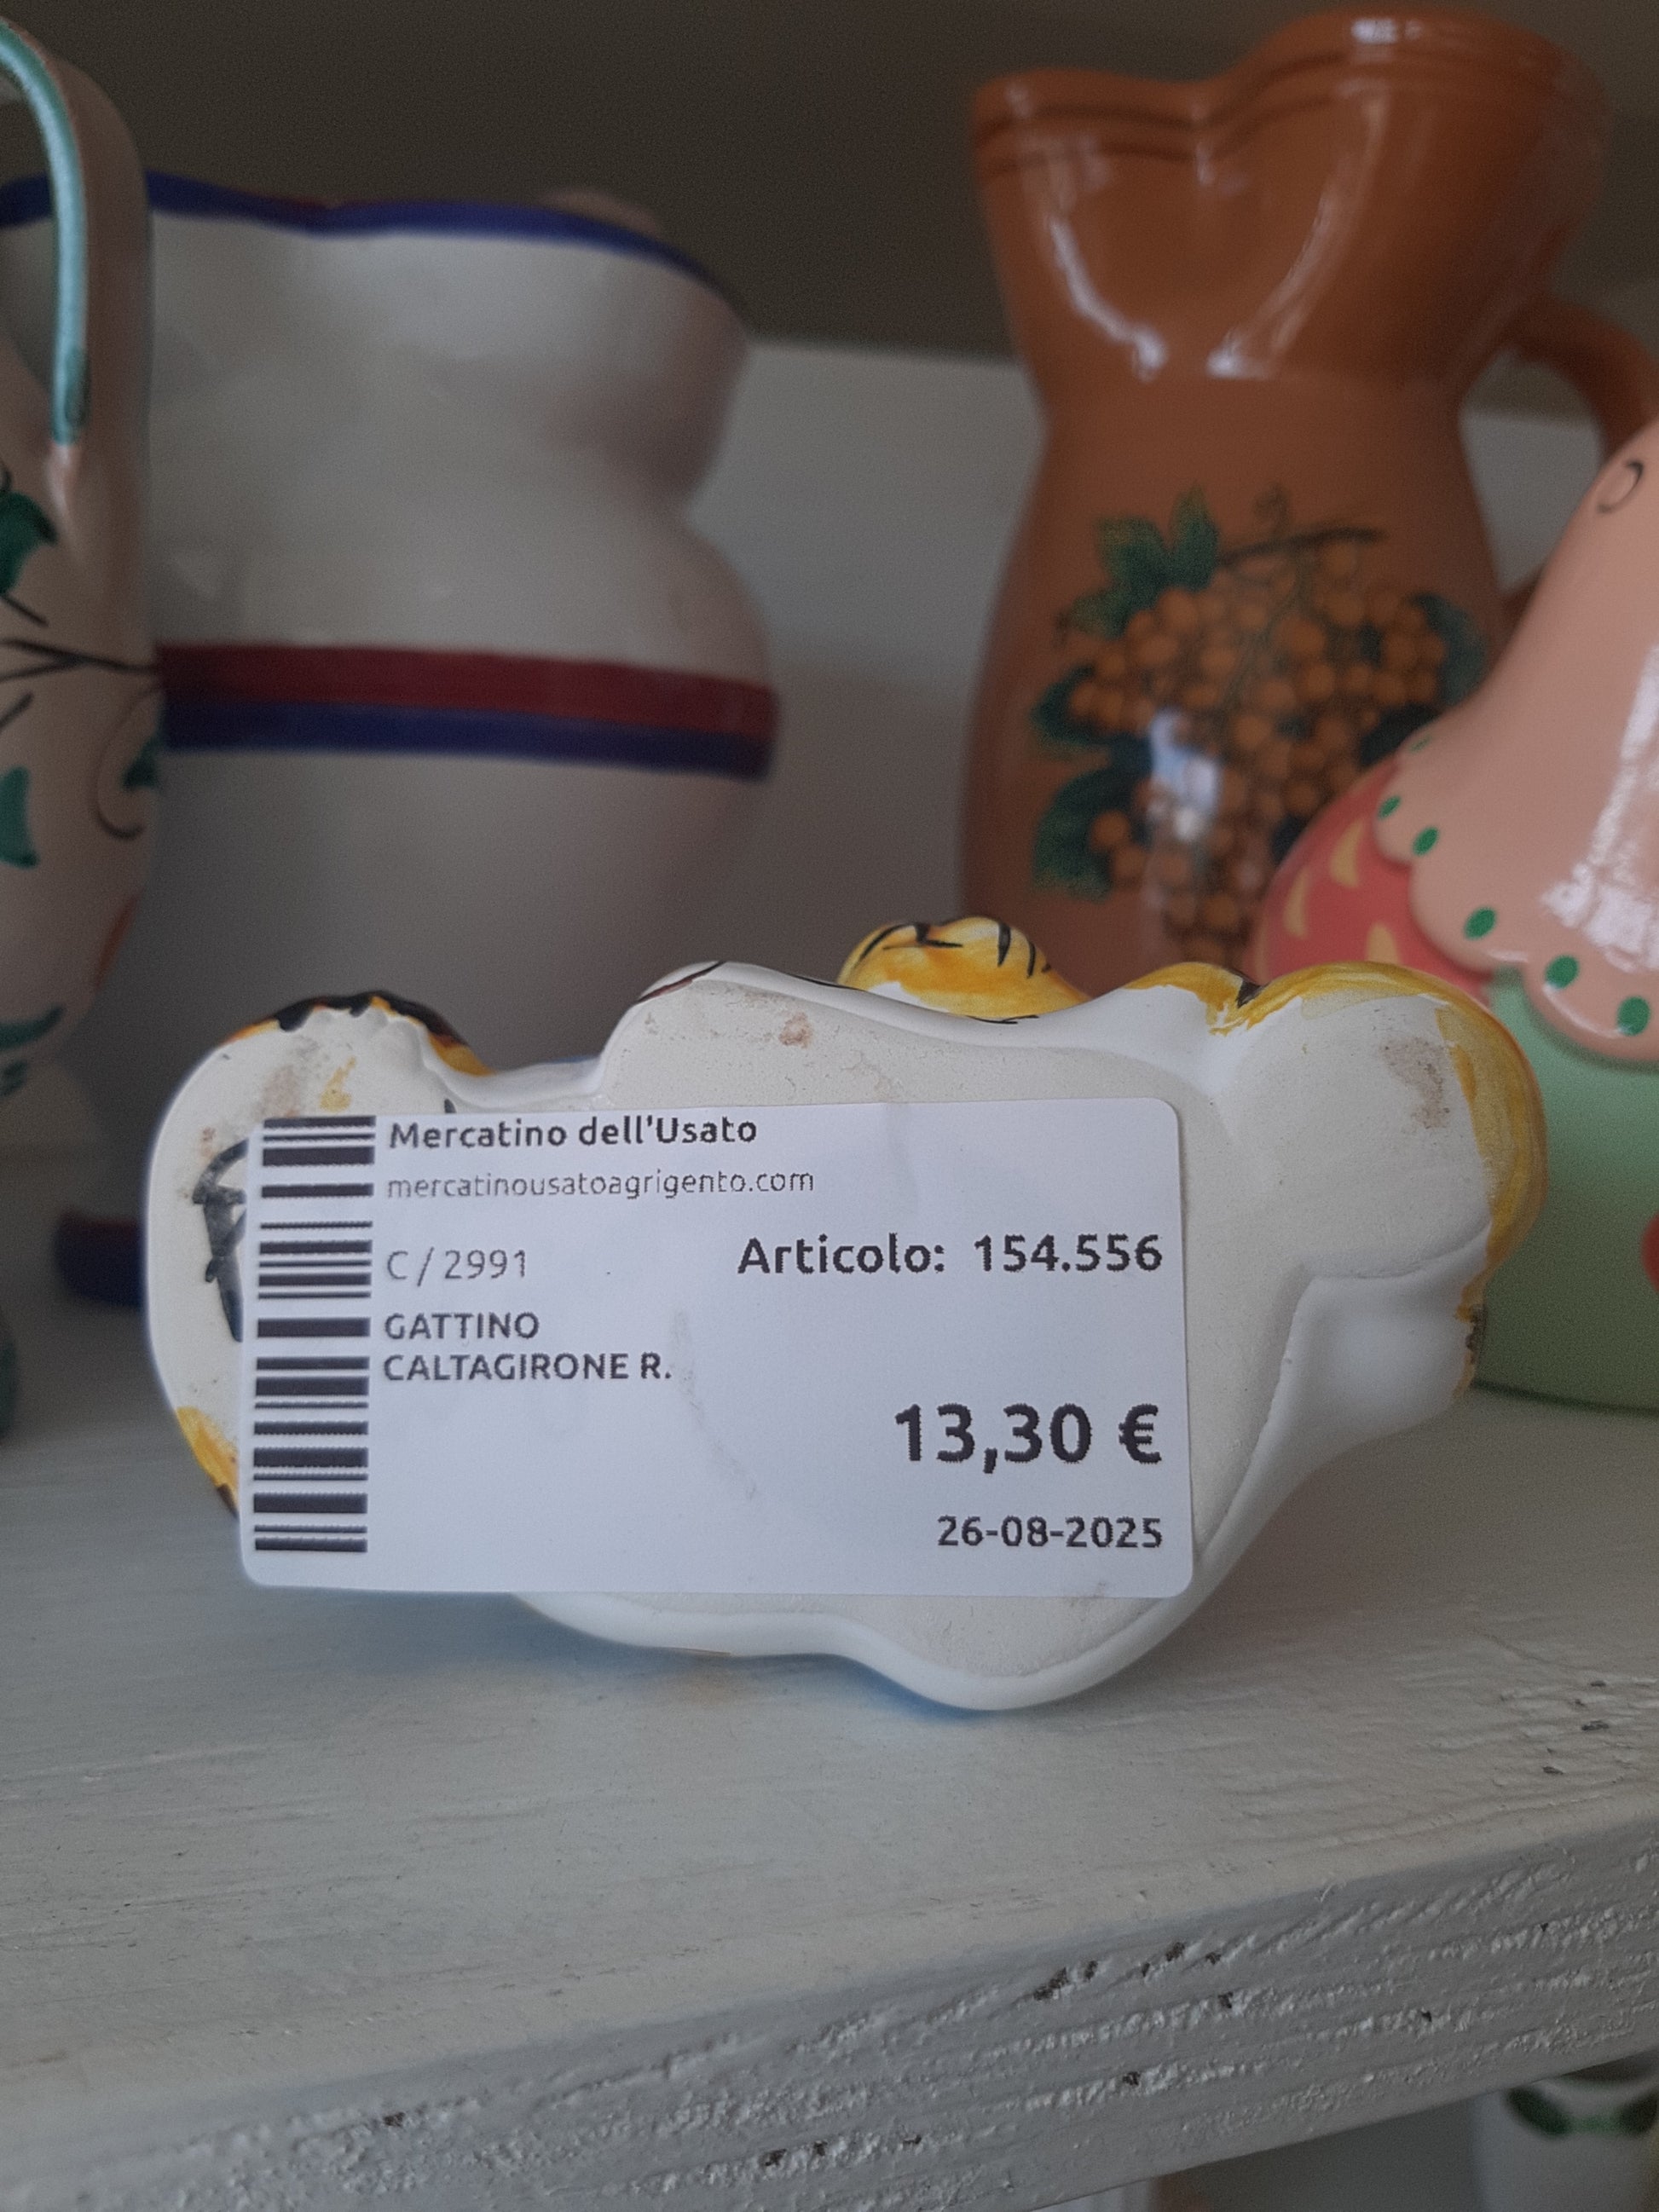 Mercatino dell'Usato
mercatinousatoagrigento.com
C / 2991
Articolo: 154.556
GATTINO
CALTAGIRONE R.
13,30 €
26-08-2025